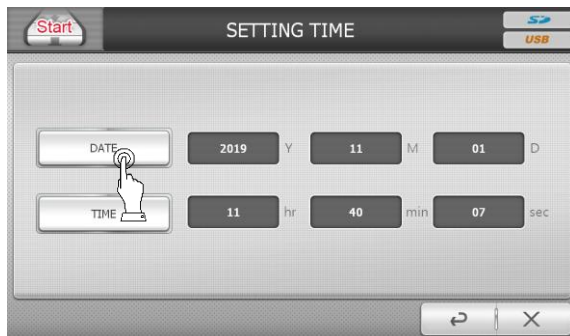 Start
SETTING TIME
SD
USB
DATE
2019 Y 11 M 01 D
TIME
11 hr 40 min 07 sec